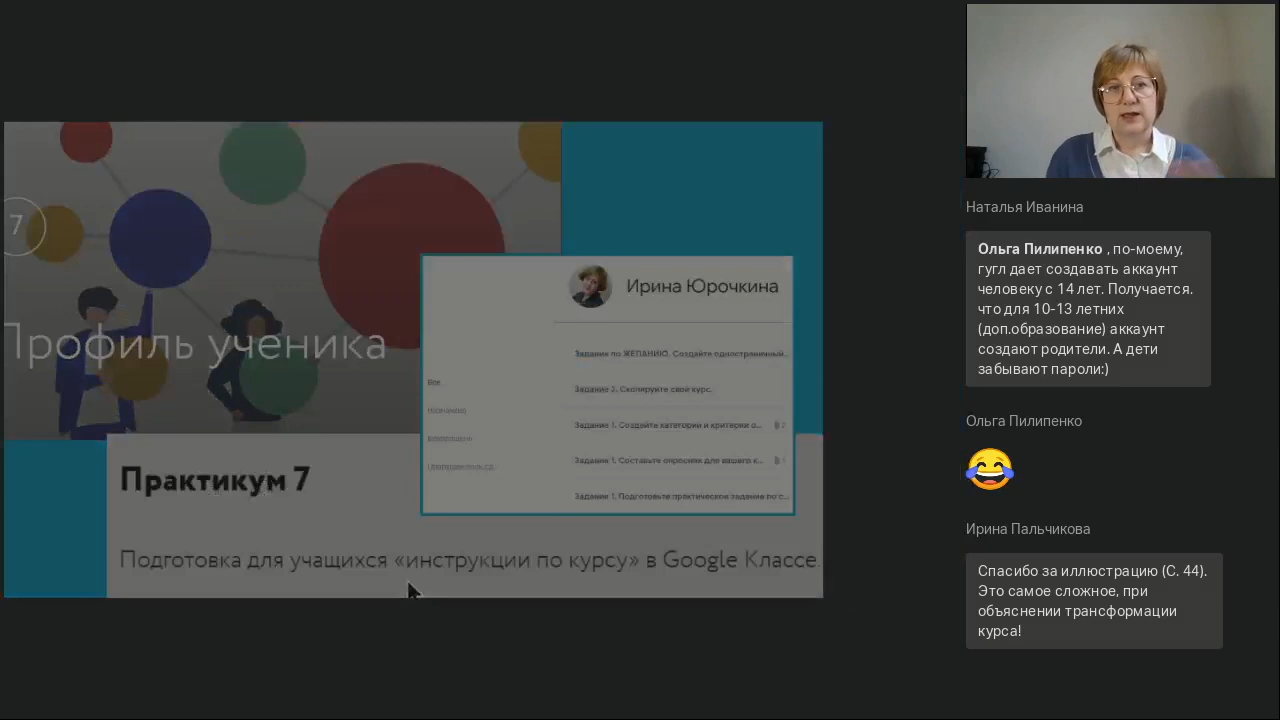 7
Профиль ученика
Ирина Юрочкина
Задание по ЖЕЛАНИЮ. Создайте одностраничный...
Задание 2. Скопируйте свой курс.
Задание 1. Создайте категории и критерии о...
Задание 1. Составьте опросник для вашего к...
Задание 1. Подготовьте практическое задание по с...
Все
Назначено
Практикум 7
Подготовка для учащихся «инструкции по курсу» в Google Классе.
Наталья Иванина
Ольга Пилипенко , по-моему,
гугл дает создавать аккаунт
человеку с 14 лет. Получается.
что для 10-13 летних
(доп.образование) аккаунт
создают родители. А дети
забывают пароли:)
Ольга Пилипенко
Ирина Пальчикова
Спасибо за иллюстрацию (С. 44).
Это самое сложное, при
объяснении трансформации
курса!